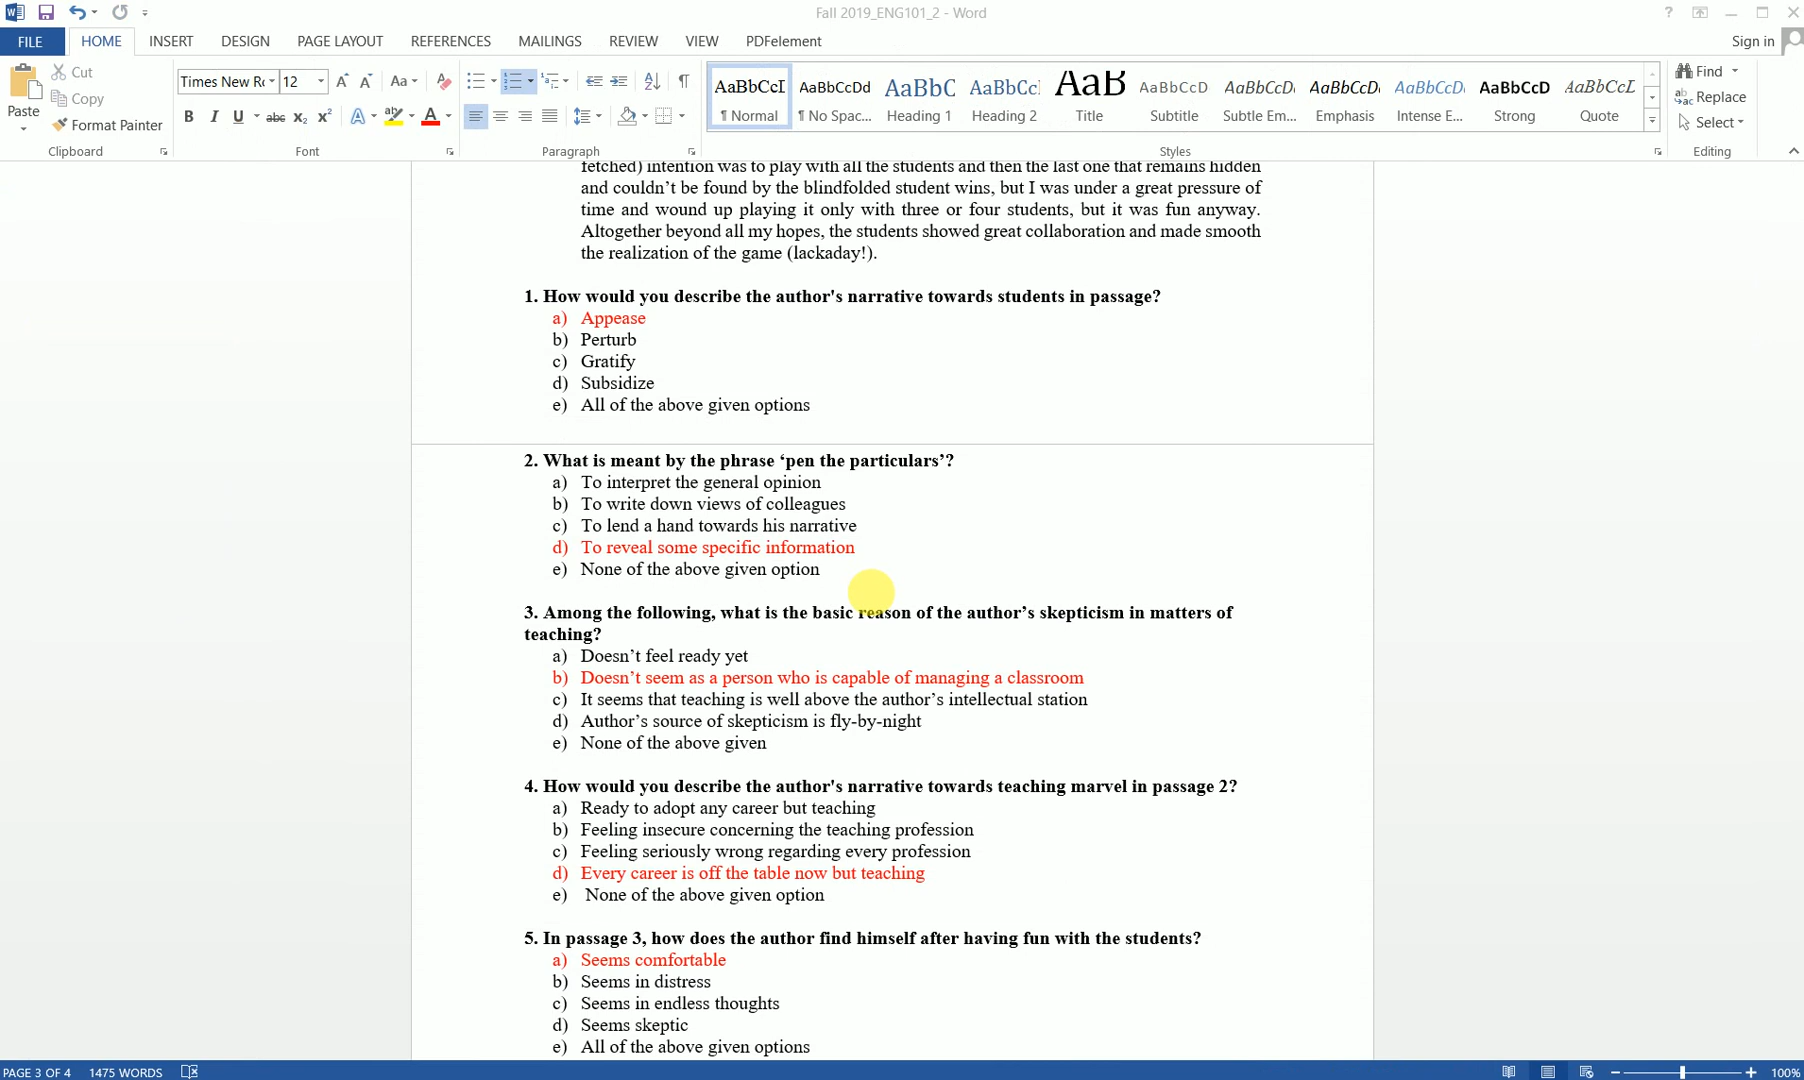 Fall 2019_ENG101_2 - Word
FILE HOME INSERT DESIGN PAGE LAYOUT REFERENCES MAILINGS REVIEW VIEW PDFelement
Sign in
Paste
Cut
Copy
Format Painter
Clipboard
Times New Ro 12
Font
Paragraph
AaBbCcI AaBbCcDd AaBbC AaBbCc AaB AaBbCcD AaBbCcDc AaBbCcDc AaBbCcDc AaBbCcDc AaBbCcL
¶ Normal ¶ No Spac... Heading 1 Heading 2 Title Subtitle Subtle Em... Emphasis Intense E... Strong Quote
Styles
Find
Replace
Select
Editing
fetched) intention was to play with all the students and then the last one that remains hidden
and couldn’t be found by the blindfolded student wins, but I was under a great pressure of
time and wound up playing it only with three or four students, but it was fun anyway.
Altogether beyond all my hopes, the students showed great collaboration and made smooth
the realization of the game (lackaday!).
1. How would you describe the author's narrative towards students in passage?
a) Appease
b) Perturb
c) Gratify
d) Subsidize
e) All of the above given options
2. What is meant by the phrase ‘pen the particulars’?
a) To interpret the general opinion
b) To write down views of colleagues
c) To lend a hand towards his narrative
d) To reveal some specific information
e) None of the above given option
3. Among the following, what is the basic reason of the author’s skepticism in matters of
teaching?
a) Doesn’t feel ready yet
b) Doesn’t seem as a person who is capable of managing a classroom
c) It seems that teaching is well above the author’s intellectual station
d) Author’s source of skepticism is fly-by-night
e) None of the above given
4. How would you describe the author's narrative towards teaching marvel in passage 2?
a) Ready to adopt any career but teaching
b) Feeling insecure concerning the teaching profession
c) Feeling seriously wrong regarding every profession
d) Every career is off the table now but teaching
e) None of the above given option
5. In passage 3, how does the author find himself after having fun with the students?
a) Seems comfortable
b) Seems in distress
c) Seems in endless thoughts
d) Seems skeptic
e) All of the above given options
PAGE 3 OF 4 1475 WORDS
100%